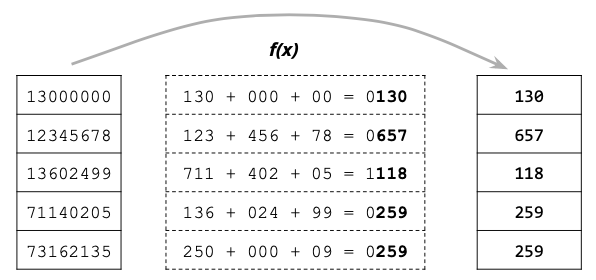 f(x)
13000000 130 + 000 + 00 = 0130 130
12345678 123 + 456 + 78 = 0657 657
13602499 711 + 402 + 05 = 1118 118
71140205 136 + 024 + 99 = 0259 259
73162135 250 + 000 + 09 = 0259 259